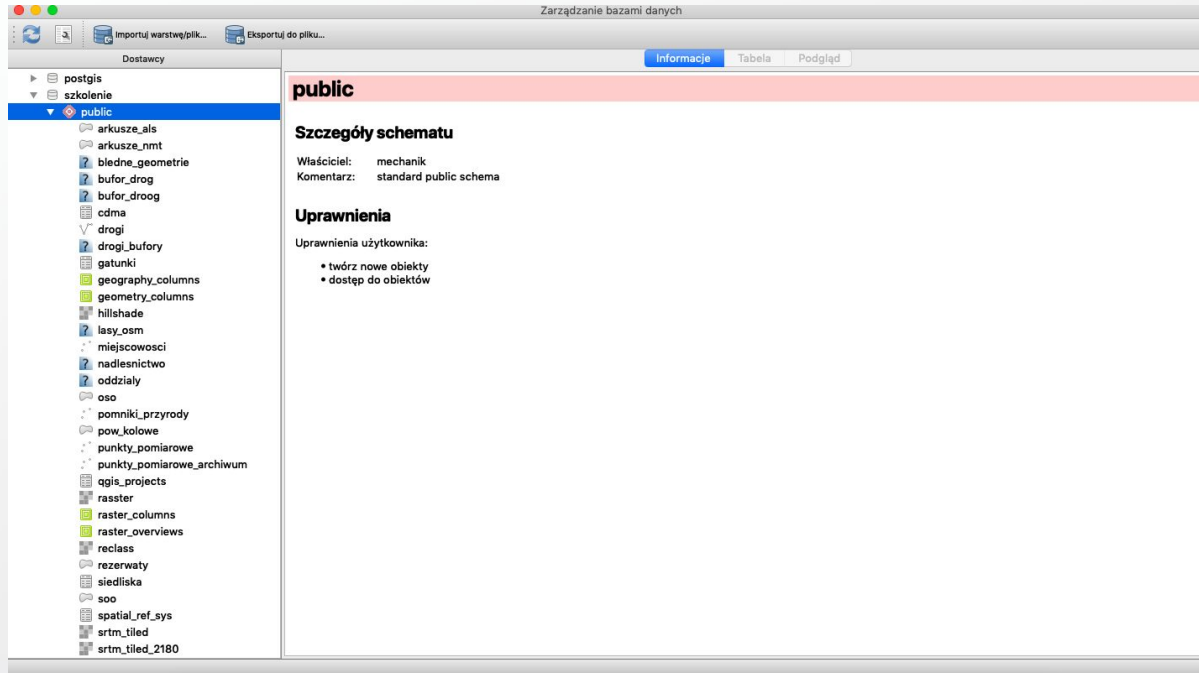 Zarządzanie bazami danych
Importuj warstwę/plik...
Eksportuj do pliku...
Dostawcy
Informacje
Tabela
Podgląd
postgis
szkolenie
public
arkusze_als
arkusze_nmt
bledne_geometrie
bufor_drog
bufor_droog
cdma
drogi
drogi_bufory
gatunki
geography_columns
geometry_columns
hillshade
lasy_osm
miejscowosci
nadlesnictwo
oddzialy
oso
pomniki_przyrody
pow_kolowe
punkty_pomiarowe
punkty_pomiarowe_archiwum
qgis_projects
rasster
raster_columns
raster_overviews
reclass
rezerwaty
siedliska
soo
spatial_ref_sys
srtm_tiled
srtm_tiled_2180
public
Szczegóły schematu
Właściciel: mechanik
Komentarz: standard public schema
Uprawnienia
Uprawnienia użytkownika:
• twórz nowe obiekty
• dostęp do obiektów